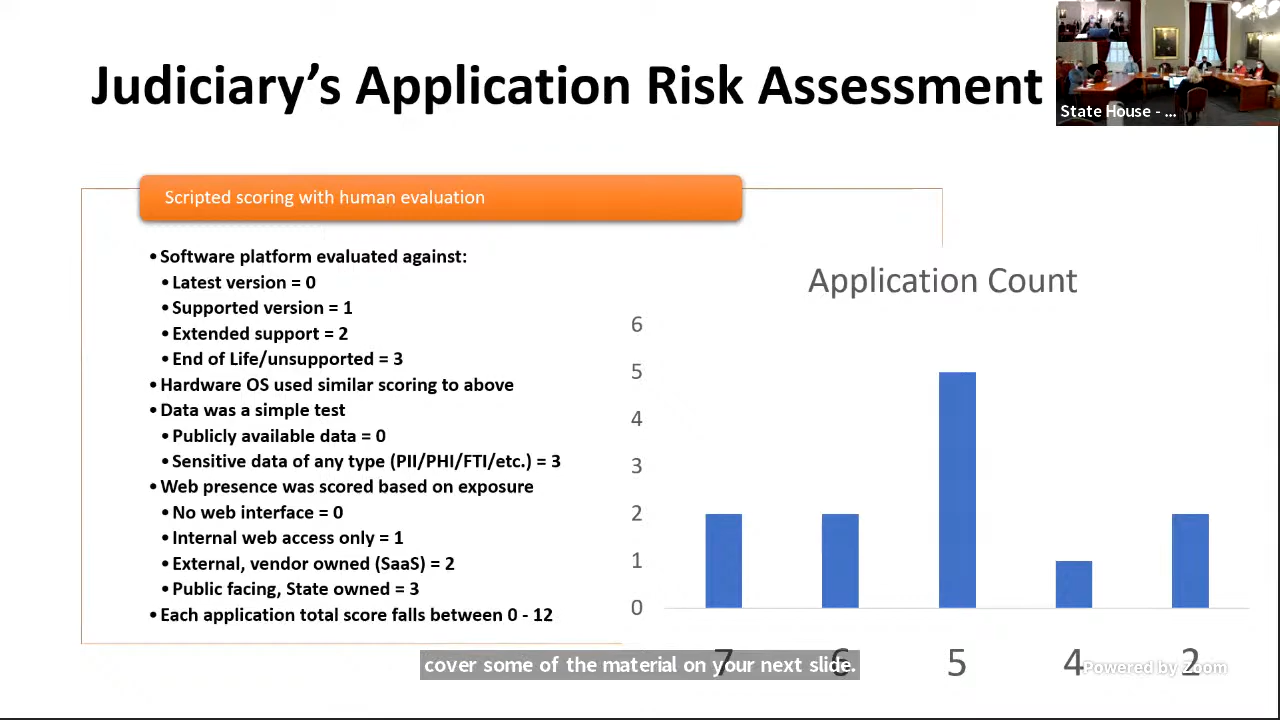 Judiciary's Application Risk Assessment
State House - ...
Scripted scoring with human evaluation
•Software platform evaluated against:
•Latest version = 0
•Supported version = 1
•Extended support = 2
•End of Life/unsupported = 3
•Hardware OS used similar scoring to above
•Data was a simple test
•Publicly available data = 0
•Sensitive data of any type (PII/PHI/FTI/etc.) = 3
•Web presence was scored based on exposure
•No web interface = 0
•Internal web access only = 1
•External, vendor owned (SaaS) = 2
•Public facing, State owned = 3
•Each application total score falls between 0 - 12
Application Count
6
5
4
3
2
1
0
7 6 5 4 2
cover some of the material on your next slide.
Powered by Zoom